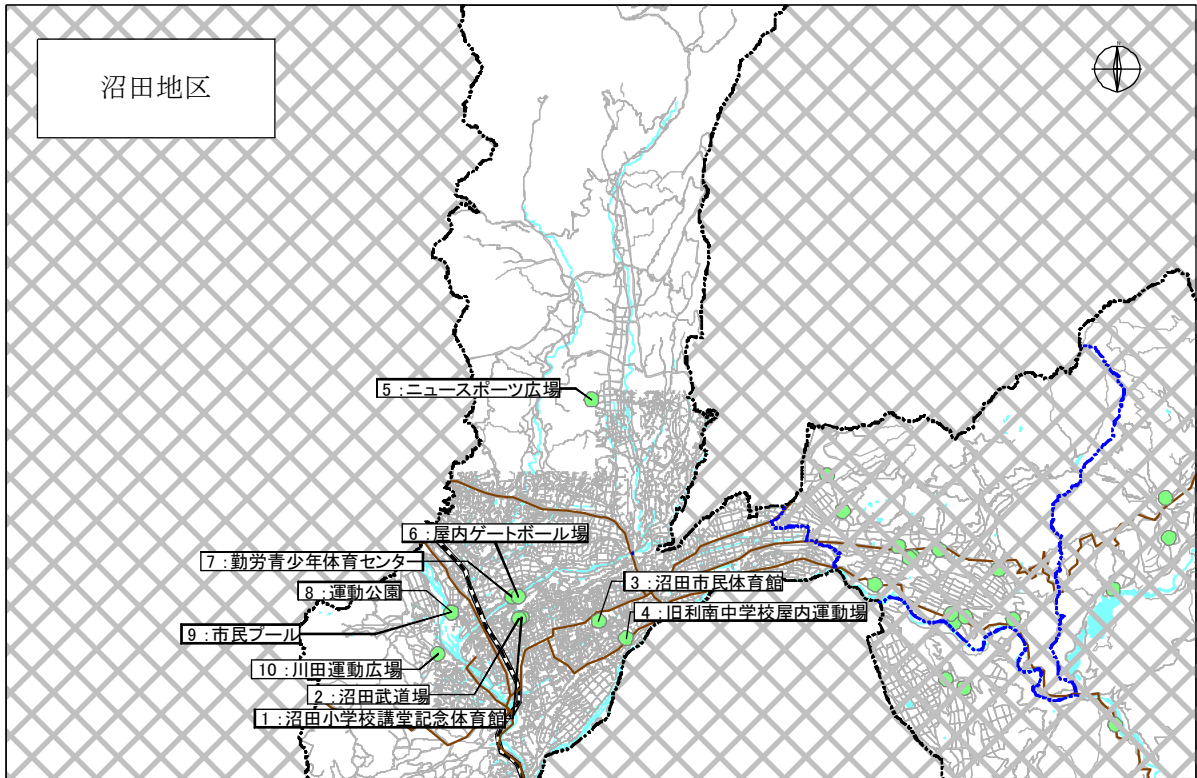 沼田地区
5：ニュースポーツ広場
6：屋内ゲートボール場
7：勤労青少年体育センター
3：沼田市民体育館
8：運動公園
4：旧利南中学校屋内運動場
9：市民プール
10：川田運動広場
2：沼田武道場
1：沼田小学校講堂記念体育館